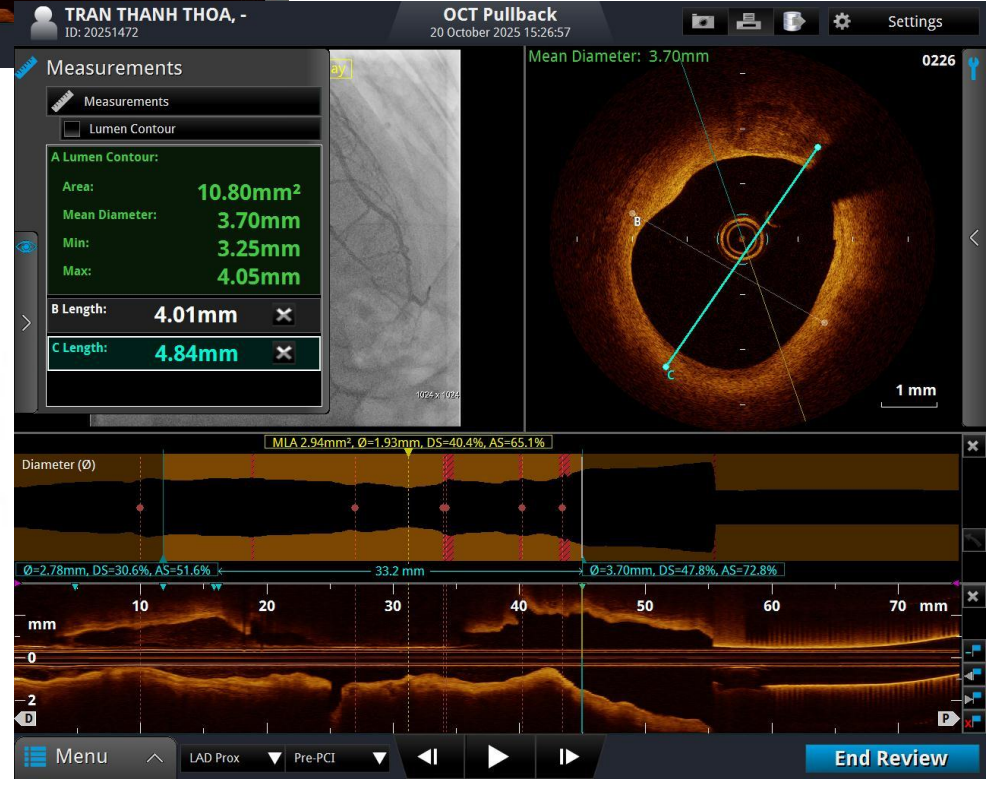 TRAN THANH THOA, -
ID: 20251472
OCT Pullback
20 October 2025 15:26:57
Settings
Measurements
Measurements
Lumen Contour
A Lumen Contour:
Area: 10.80mm²
Mean Diameter: 3.70mm
Min: 3.25mm
Max: 4.05mm
B Length: 4.01mm
C Length: 4.84mm
ay
1024 x 1024
Mean Diameter: 3.70mm
0226
B
C
1 mm
MLA 2.94mm², Ø=1.93mm, DS=40.4%, AS=65.1%
Diameter (Ø)
Ø=2.78mm, DS=30.6%, AS=51.6%
33.2 mm
Ø=3.70mm, DS=47.8%, AS=72.8%
10 20 30 40 50 60 70 mm
mm
0
2
D
P
Menu
LAD Prox
Pre-PCI
End Review